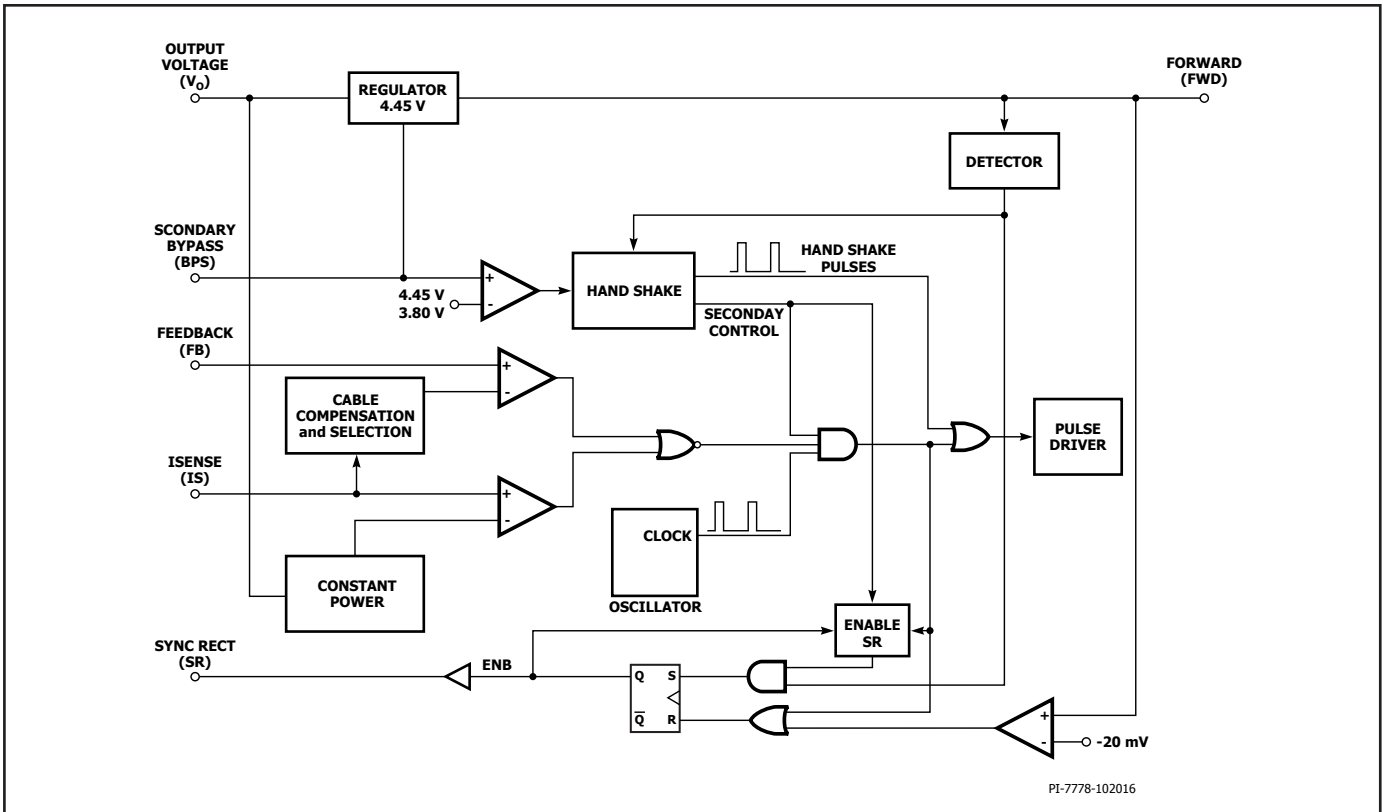 OUTPUT
VOLTAGE
(VO)
REGULATOR
4.45 V
FORWARD
(FWD)
DETECTOR
SCONDARY
BYPASS
(BPS)
+
-
4.45 V
3.80 V
HAND SHAKE
HAND SHAKE
PULSES
SECONDAY
CONTROL
FEEDBACK
(FB)
+
-
CABLE
COMPENSATION
and SELECTION
PULSE
DRIVER
ISENSE
(IS)
+
-
CLOCK
OSCILLATOR
CONSTANT
POWER
ENABLE
SR
SYNC RECT
(SR)
ENB
Q S
Q R
+
-
-20 mV
PI-7778-102016